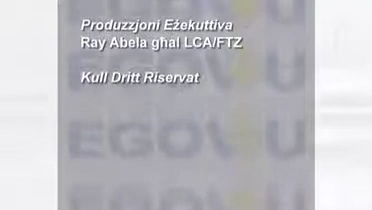 Produzzjoni Eżekuttiva
Ray Abela għal LCA/FTZ
Kull Dritt Riservat